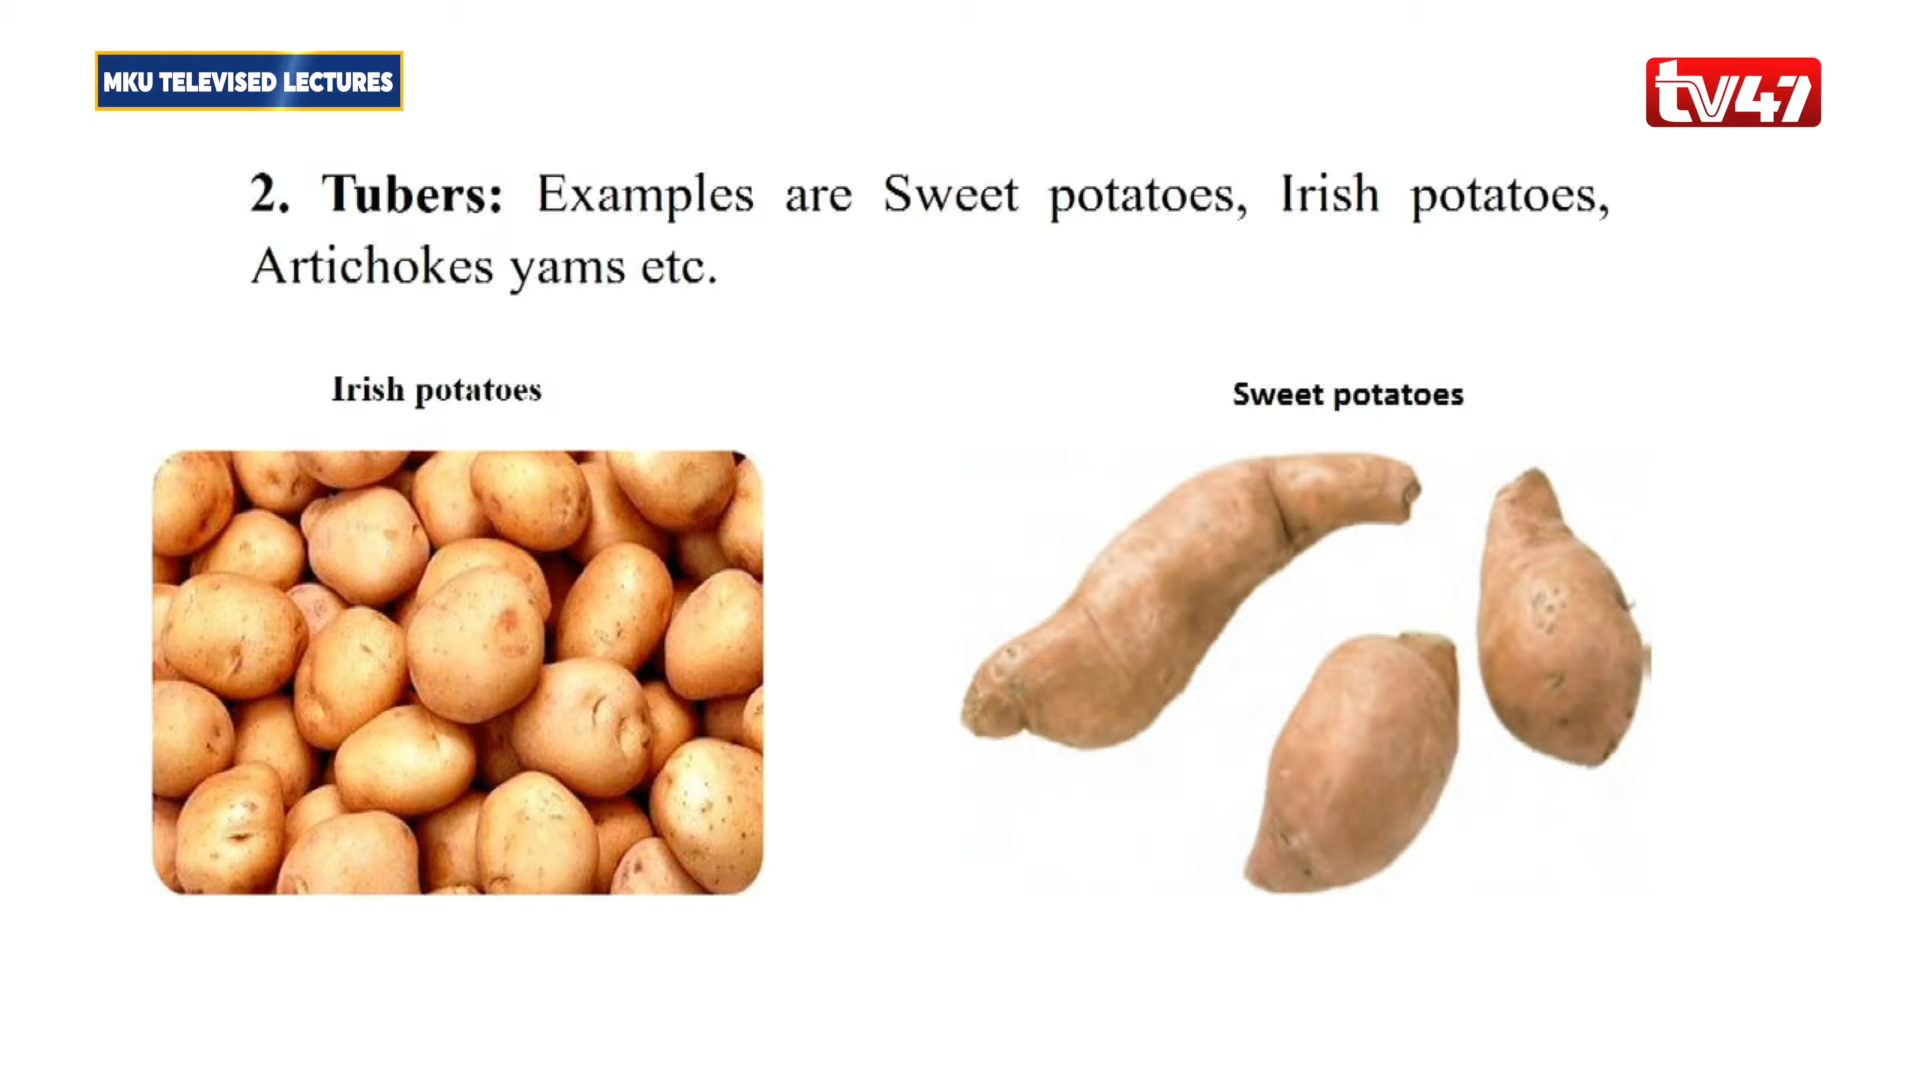 MKU TELEVISED LECTURES
tv47
2. Tubers: Examples are Sweet potatoes, Irish potatoes,
Artichokes yams etc.
Irish potatoes
Sweet potatoes